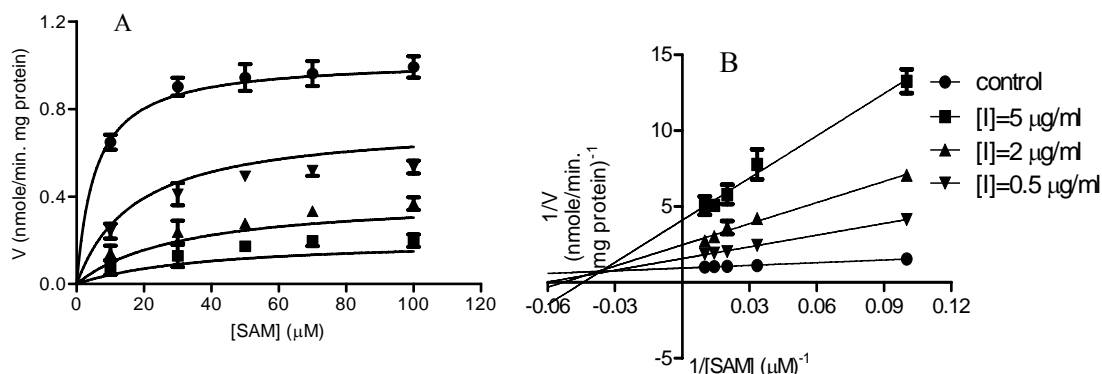 A
V (nmole/min. mg protein)
1.2
0.8
0.4
0.0
0 20 40 60 80 100 120
[SAM] (μM)
B
1/V
(nmole/min.
mg protein)⁻¹
15
10
5
-5
-0.06 -0.03 0.03 0.06 0.09 0.12
1/[SAM] (μM)⁻¹
control
[I]=5 μg/ml
[I]=2 μg/ml
[I]=0.5 μg/ml